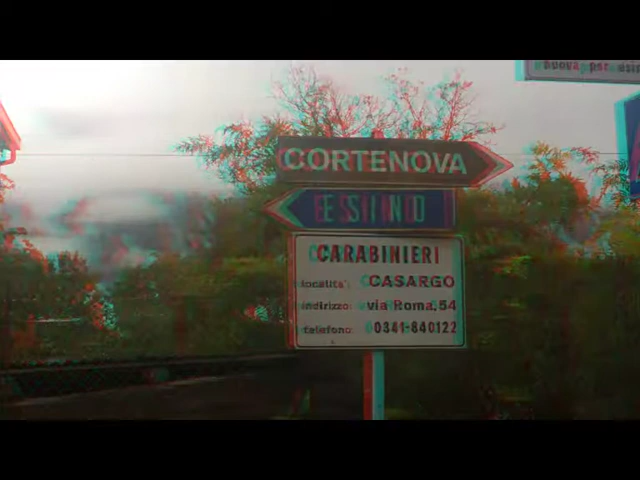 CORTENOVA
ESINO
CARABINIERI
località: CASARGO
indirizzo: via Roma,54
telefono: 0341-840122